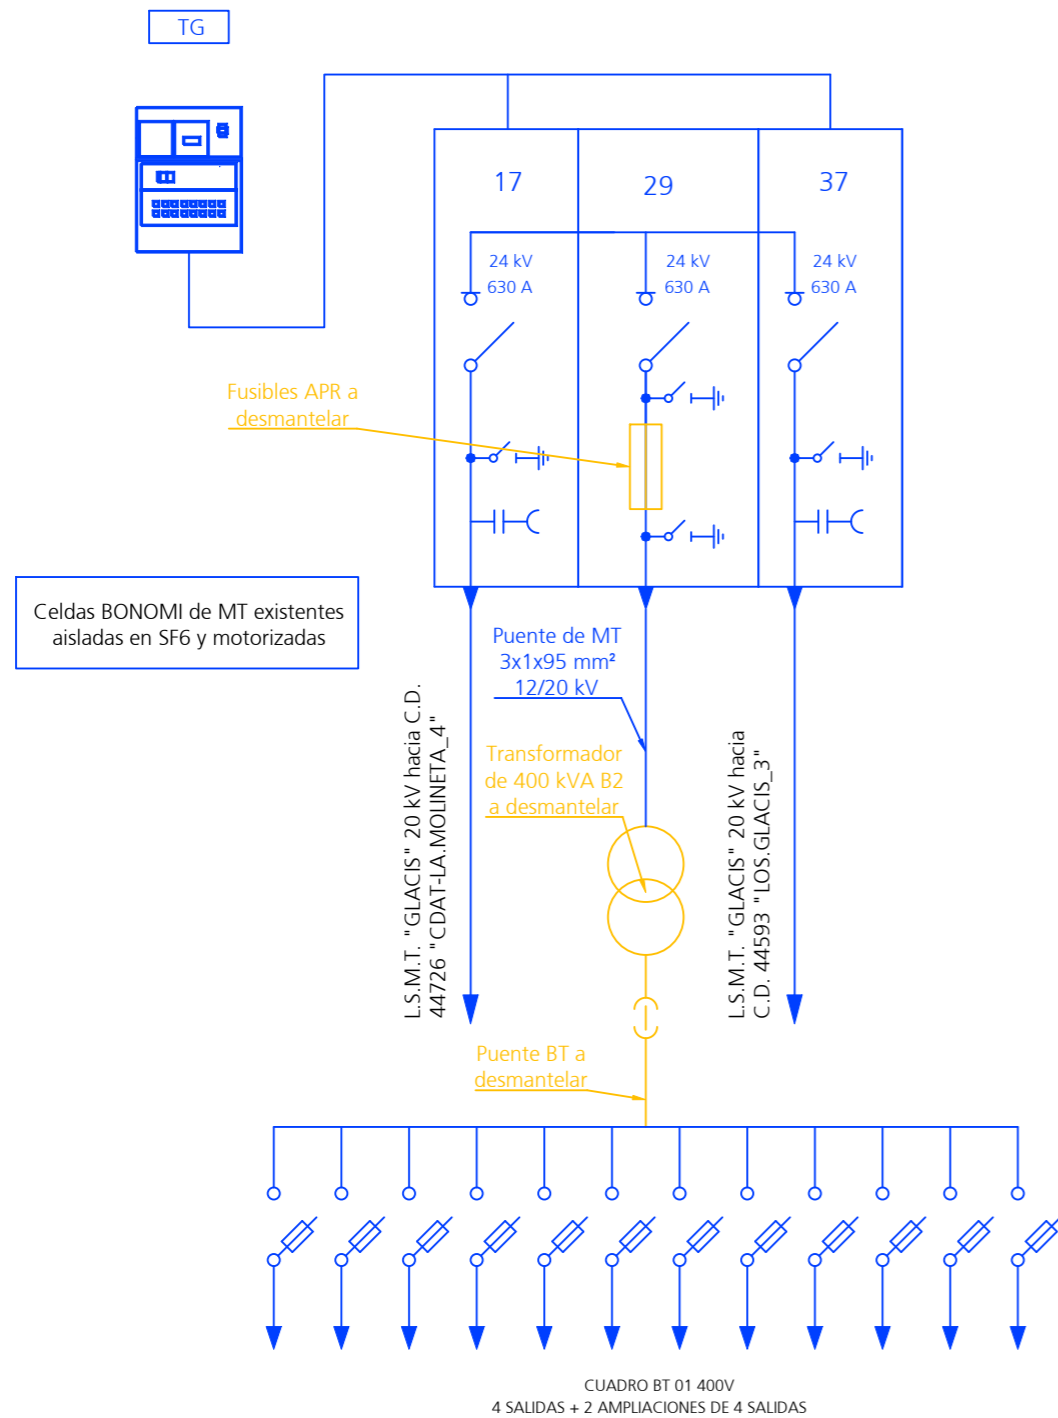 TG
17
29
37
24 kV
630 A
24 kV
630 A
24 kV
630 A
Fusibles APR a
desmantelar
Celdas BONOMI de MT existentes
aisladas en SF6 y motorizadas
Puente de MT
3x1x95 mm²
12/20 kV
L.S.M.T. "GLACIS" 20 kV hacia C.D.
44726 "CDAT-LA.MOLINETA_4"
Transformador
de 400 kVA B2
a desmantelar
L.S.M.T. "GLACIS" 20 kV hacia
C.D. 44593 "LOS.GLACIS_3"
Puente BT a
desmantelar
CUADRO BT 01 400V
4 SALIDAS + 2 AMPLIACIONES DE 4 SALIDAS